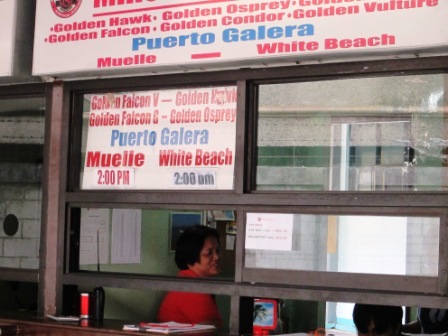 •Golden Hawk •Golden Osprey •Golden
•Golden Falcon •Golden Condor •Golden Vulture
Puerto Galera
Muelle — White Beach
Golden Falcon V — Golden Hawk
Golden Falcon C – Golden Osprey
Puerto Galera
Muelle White Beach
2:00 PM 2:00 pm